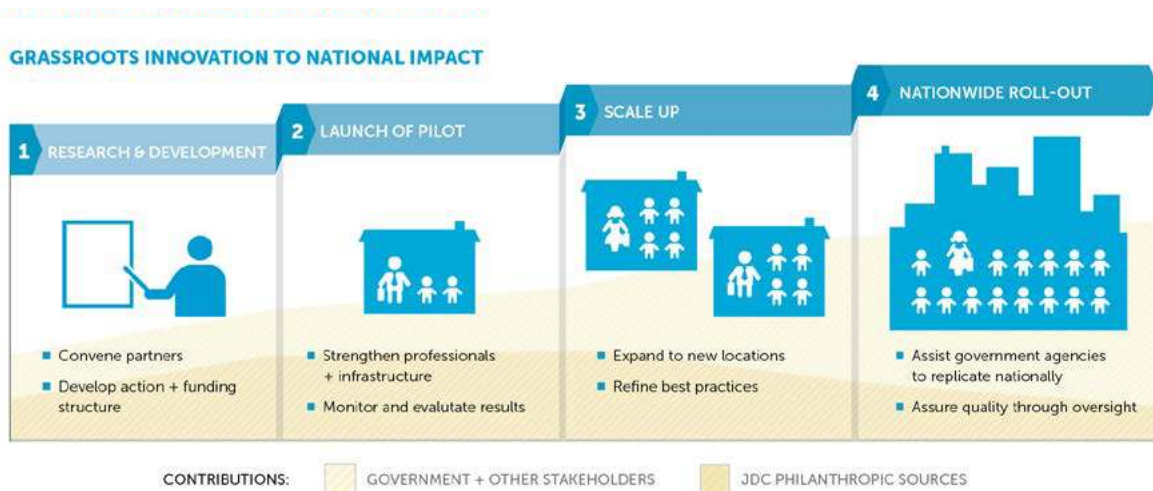 GRASSROOTS INNOVATION TO NATIONAL IMPACT
1 RESEARCH & DEVELOPMENT
Convene partners
Develop action + funding
structure
2 LAUNCH OF PILOT
Strengthen professionals
+ infrastructure
Monitor and evalutate results
3 SCALE UP
Expand to new locations
Refine best practices
4 NATIONWIDE ROLL-OUT
Assist government agencies
to replicate nationally
Assure quality through oversight
CONTRIBUTIONS: GOVERNMENT + OTHER STAKEHOLDERS JDC PHILANTHROPIC SOURCES